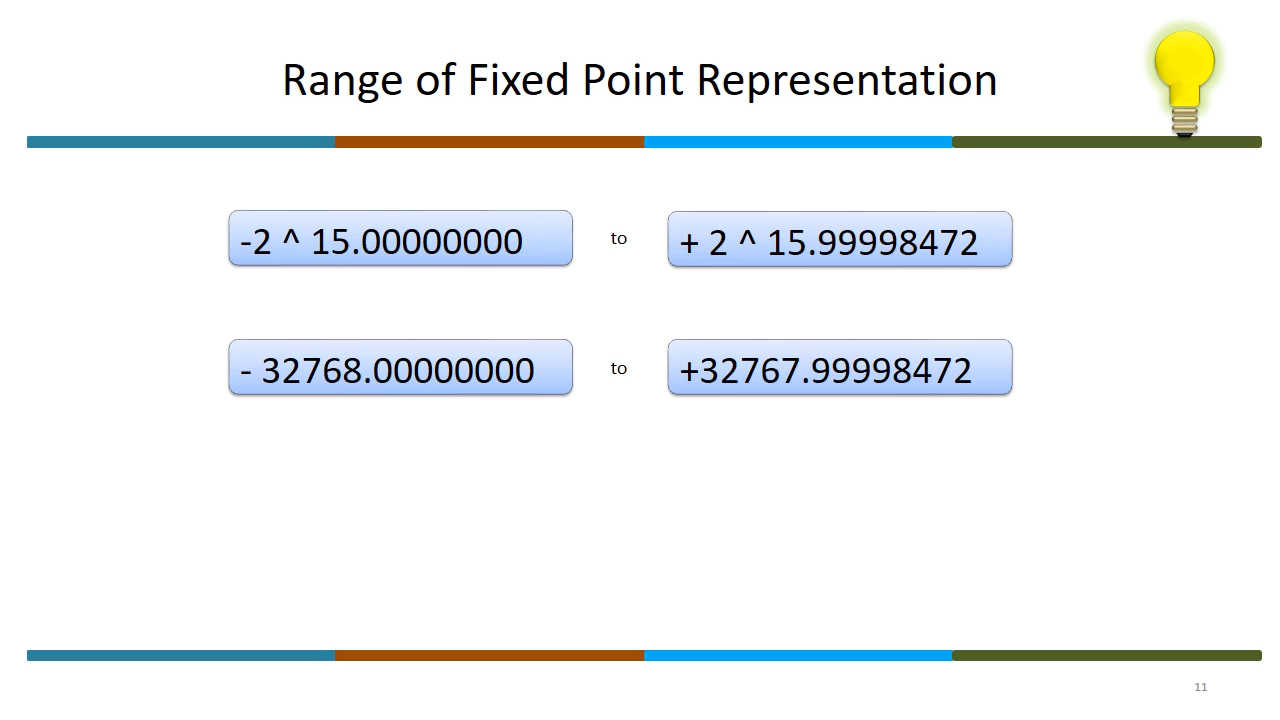 Range of Fixed Point Representation
-2 ^ 15.00000000 to + 2 ^ 15.99998472
- 32768.00000000 to +32767.99998472
11